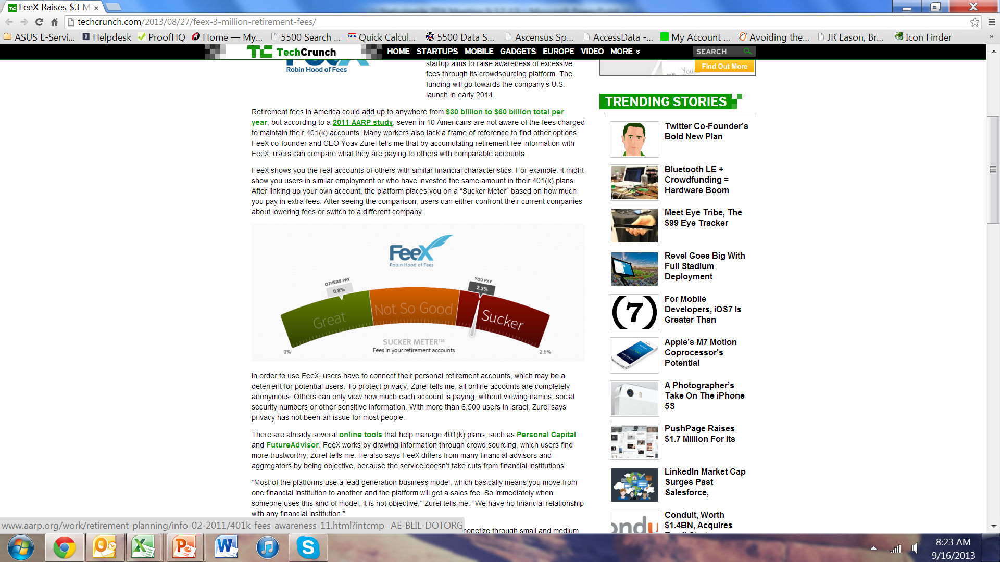 FeeX Raises $3 M
techcrunch.com/2013/08/27/feex-3-million-retirement-fees/
ASUS E-Servi... Helpdesk ProofHQ Home — My... 5500 Search ... Quick Calcul... 5500 Data S... Ascensus Sp... AccessData -... My Account ... Avoiding the... JR Eason, Br... Icon Finder »
TechCrunch HOME STARTUPS MOBILE GADGETS EUROPE VIDEO MORE SEARCH
Robin Hood of Fees
startup aims to raise awareness of excessive
fees through its crowdsourcing platform. The
funding will go towards the company's U.S.
launch in early 2014.
Retirement fees in America could add up to anywhere from $30 billion to $60 billion total per
year, but according to a 2011 AARP study, seven in 10 Americans are not aware of the fees charged
to maintain their 401(k) accounts. Many workers also lack a frame of reference to find other options.
FeeX co-founder and CEO Yoav Zurel tells me that by accumulating retirement fee information with
FeeX, users can compare what they are paying to others with comparable accounts.
FeeX shows you the real accounts of others with similar financial characteristics. For example, it might
show you users in similar employment or who have invested the same amount in their 401(k) plans.
After linking up your own account, the platform places you on a “Sucker Meter” based on how much
you pay in extra fees. After seeing the comparison, users can either confront their current companies
about lowering fees or switch to a different company.
FeeX
Robin Hood of Fees
OTHERS PAY
0.8%
YOU PAY
2.3%
Great
Not So Good
Sucker
SUCKER METER™
Fees in your retirement accounts
0%
2.5%
In order to use FeeX, users have to connect their personal retirement accounts, which may be a
deterrent for potential users. To protect privacy, Zurel tells me, all online accounts are completely
anonymous. Others can only view how much each account is paying, without viewing names, social
security numbers or other sensitive information. With more than 6,500 users in Israel, Zurel says
privacy has not been an issue for most people.
There are already several online tools that help manage 401(k) plans, such as Personal Capital
and FutureAdvisor. FeeX works by drawing information through crowd sourcing, which users find
more trustworthy, Zurel tells me. He also says FeeX differs from many financial advisors and
aggregators by being objective, because the service doesn't take cuts from financial institutions.
“Most of the platforms use a lead generation business model, which basically means you move from
one financial institution to another and the platform will get a sales fee. So immediately when
someone uses this kind of model, it is not objective,” Zurel tells me. “We have no financial relationship
with any financial institution.”
www.aarp.org/work/retirement-planning/info-02-2011/401k-fees-awareness-11.html?intcmp=AE-BLIL-DOTORG
onetize through small and medium
Find Out More
TRENDING STORIES
Twitter Co-Founder's
Bold New Plan
Bluetooth LE +
Crowdfunding =
Hardware Boom
Meet Eye Tribe, The
$99 Eye Tracker
Revel Goes Big With
Full Stadium
Deployment
7
For Mobile
Developers, iOS7 Is
Greater Than
Apple's M7 Motion
Coprocessor's
Potential
A Photographer's
Take On The iPhone
5S
PushPage Raises
$1.7 Million For Its
LinkedIn Market Cap
Surges Past
Salesforce,
Conduit, Worth
$1.4BN, Acquires
ondu
8:23 AM
9/16/2013